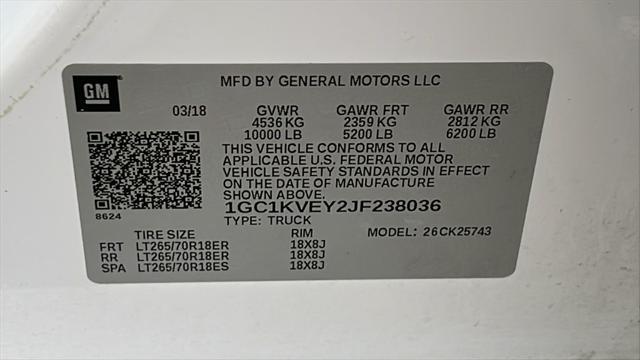 GM
MFD BY GENERAL MOTORS LLC
03/18 GVWR GAWR FRT GAWR RR
4536 KG 2359 KG 2812 KG
10000 LB 5200 LB 6200 LB
THIS VEHICLE CONFORMS TO ALL
APPLICABLE U.S. FEDERAL MOTOR
VEHICLE SAFETY STANDARDS IN EFFECT
ON THE DATE OF MANUFACTURE
SHOWN ABOVE.
8624
1GC1KVEY2JF238036
TYPE: TRUCK
TIRE SIZE RIM MODEL: 26CK25743
FRT LT265/70R18ER 18X8J
RR LT265/70R18ER 18X8J
SPA LT265/70R18ES 18X8J